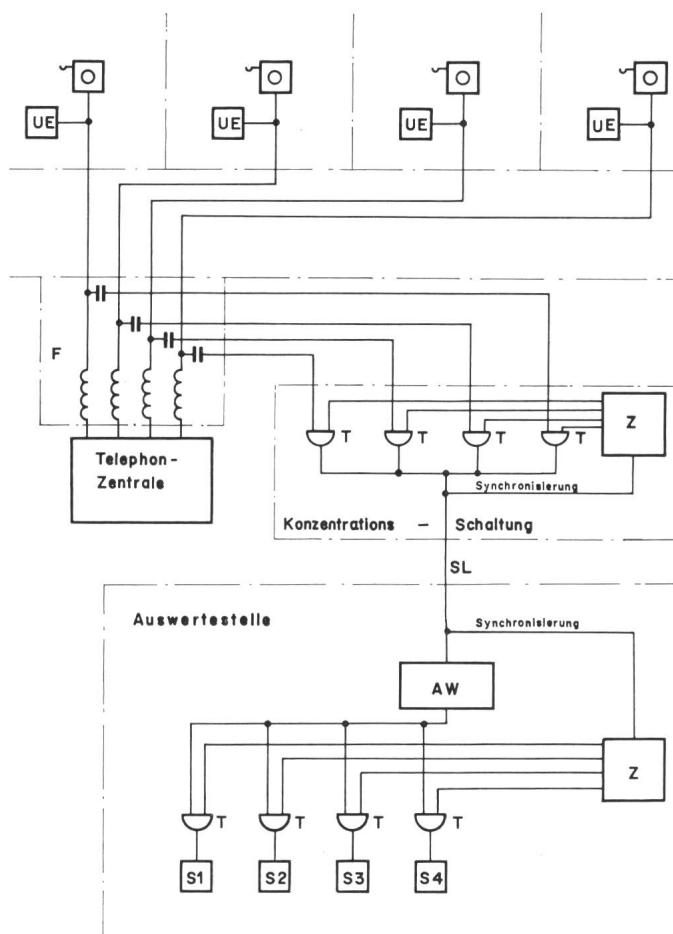 UE UE UE UE
F
Telephon-
Zentrale
T T T T
Z
Synchronisierung
Konzentrations – Schaltung
SL
Auswertestelle
Synchronisierung
AW
Z
T T T T
S1 S2 S3 S4